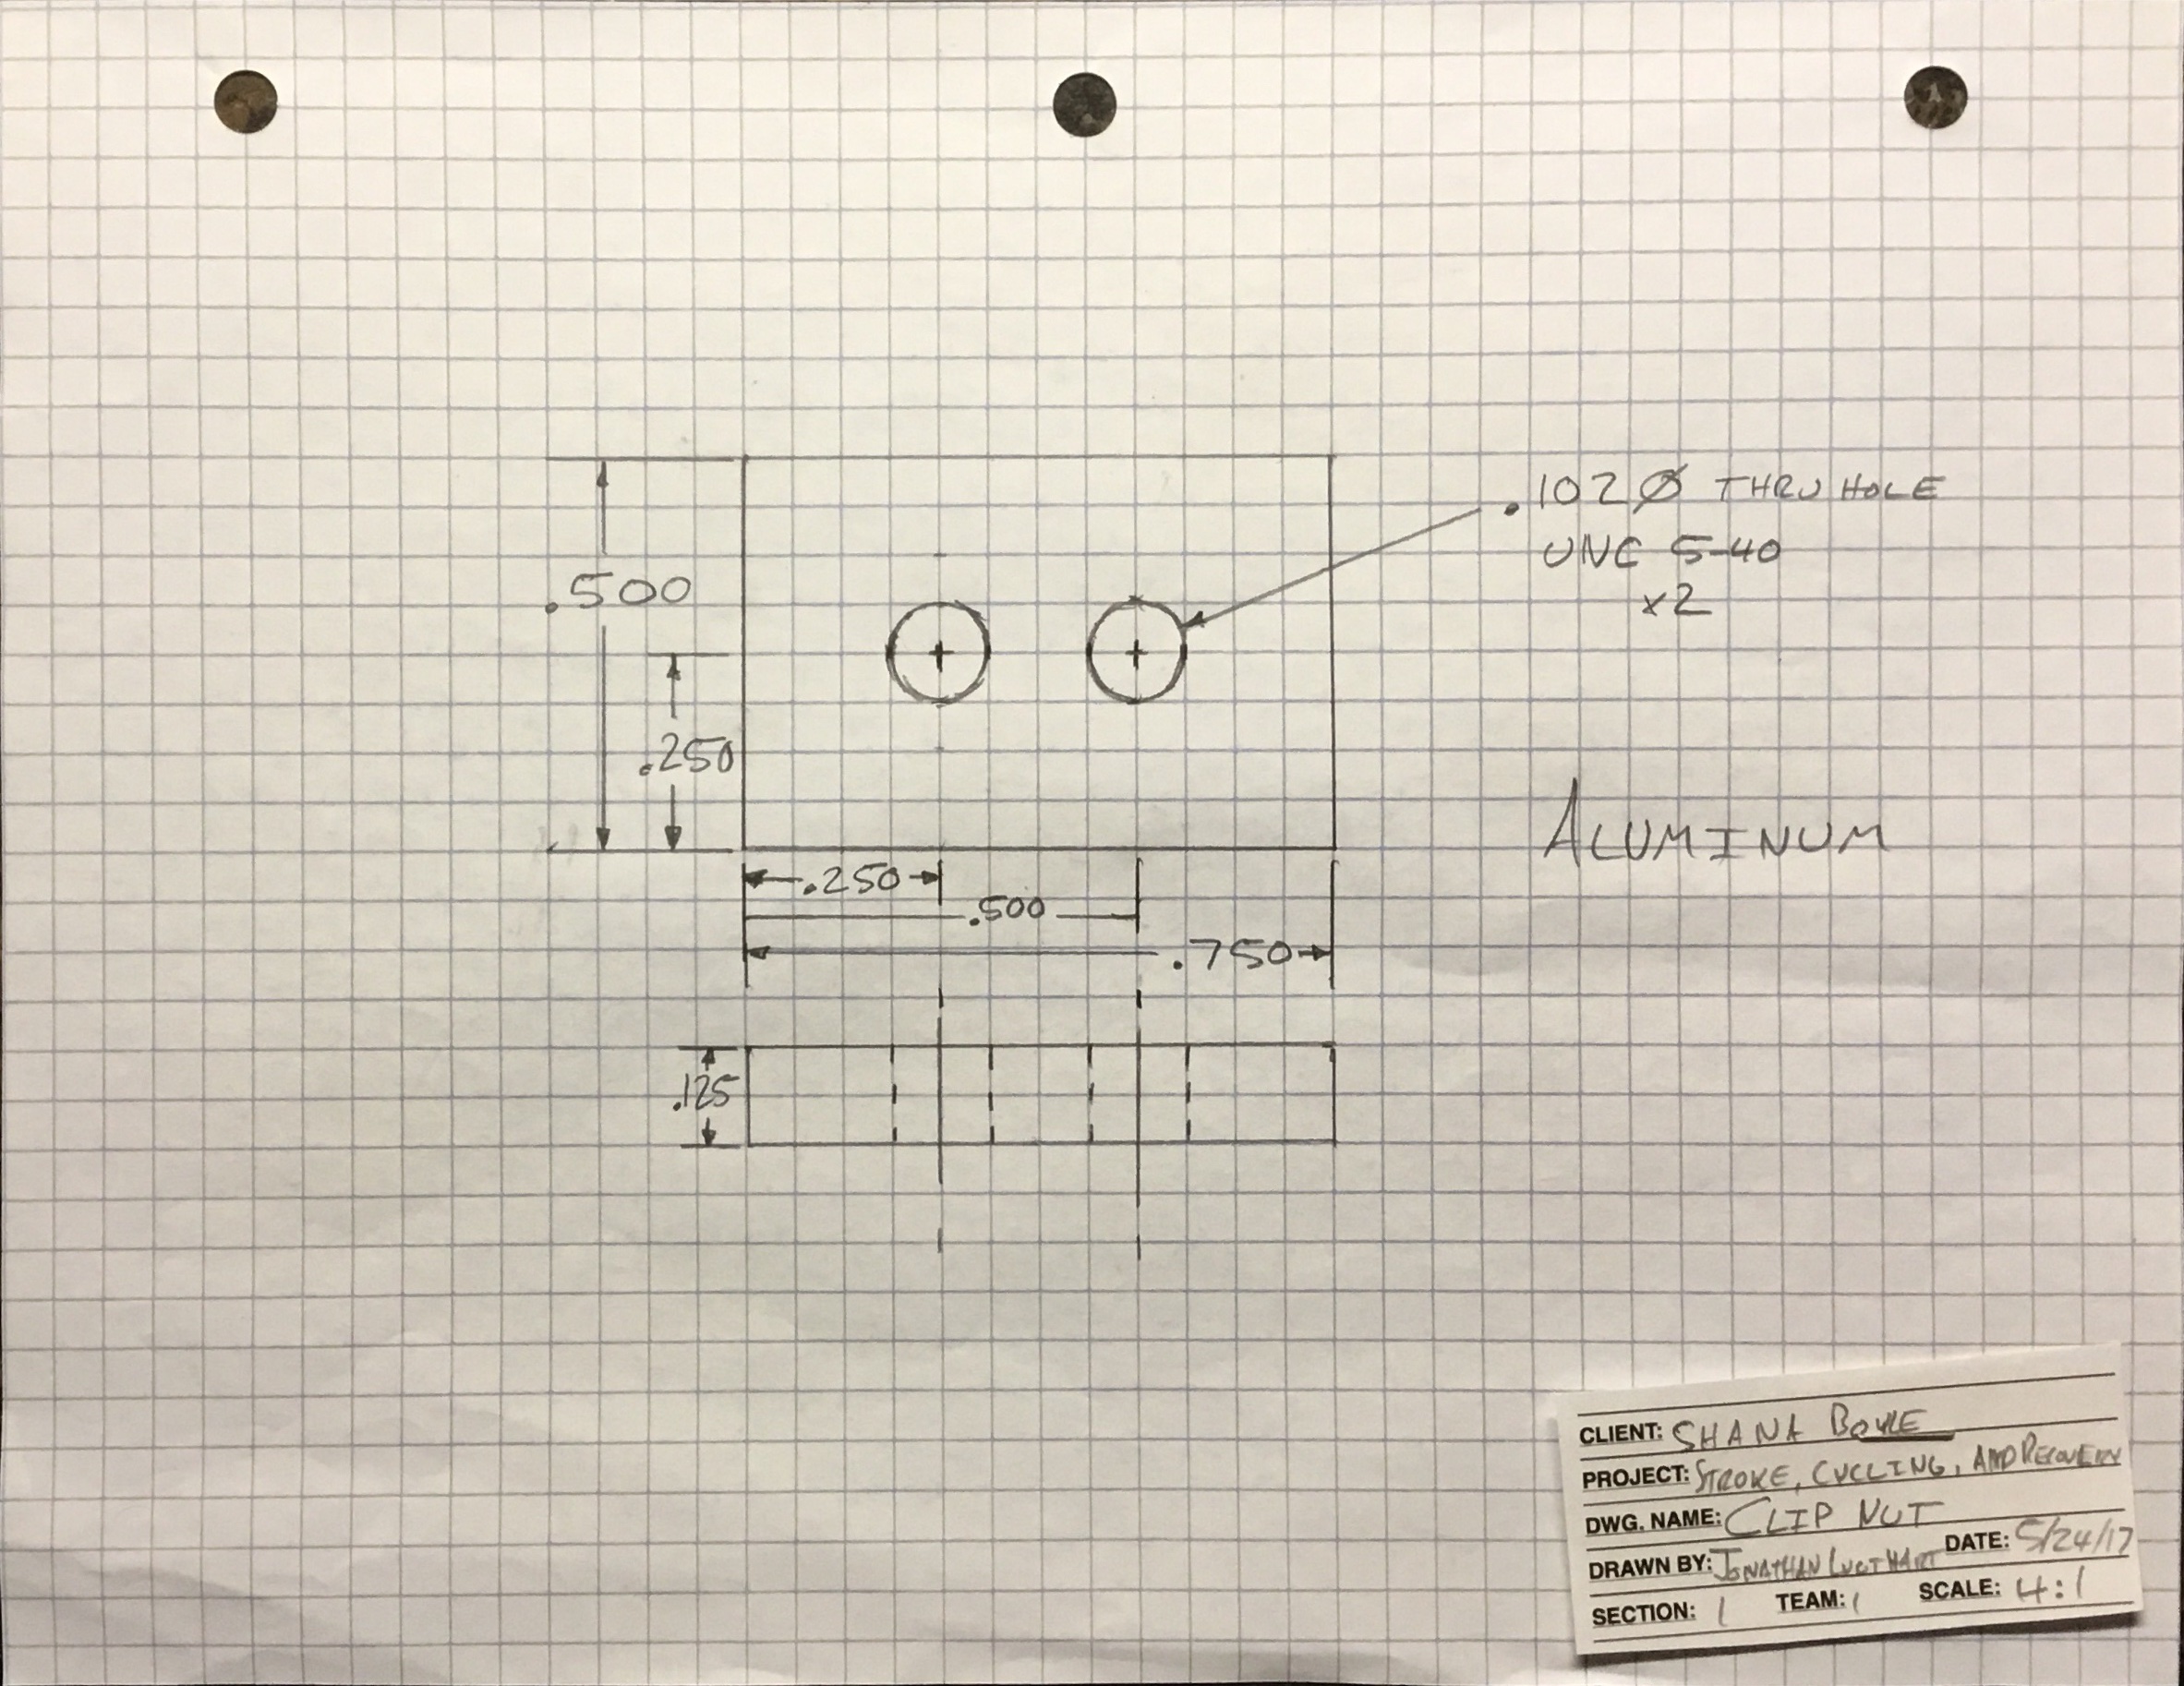 .102Ø THRU HOLE
UNC 5-40
x2
.500
.250
ALUMINUM
.250
.500
.750
.125
CLIENT: SHANA BOYLE
PROJECT: STROKE, CYCLING, AND RECOVERY
DWG. NAME: CLIP NUT
DRAWN BY: JONATHAN DATE: 5/24/17
SECTION: 1 TEAM: 1 SCALE: 4:1